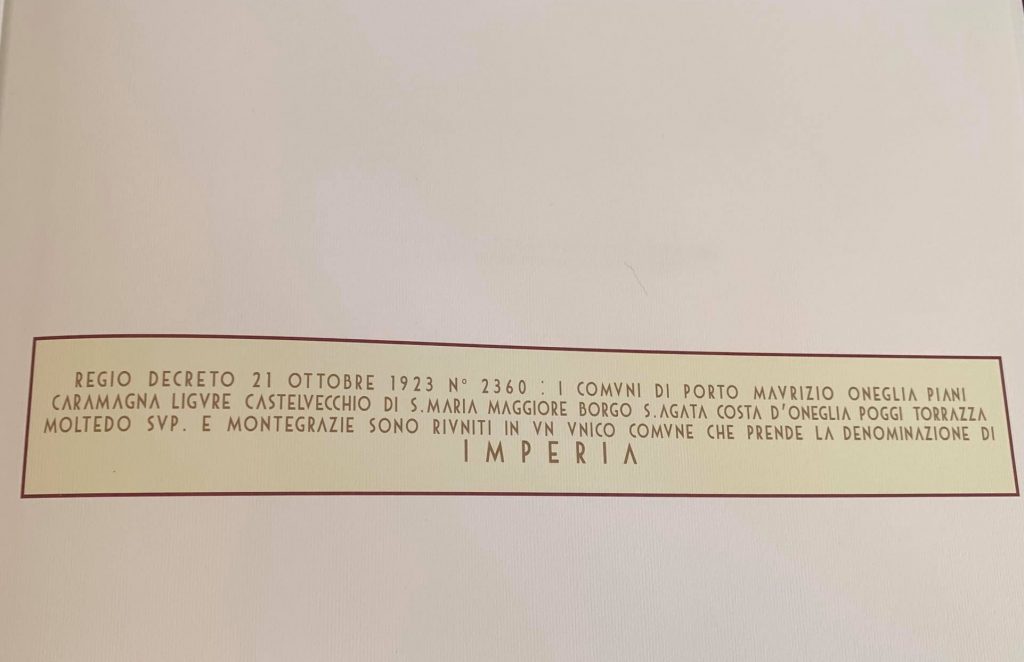 REGIO DECRETO 21 OTTOBRE 1923 N° 2360 : I COMVNI DI PORTO MAVRIZIO ONEGLIA PIANI
CARAMAGNA LIGVRE CASTELVECCHIO DI S.MARIA MAGGIORE BORGO S.AGATA COSTA D'ONEGLIA POGGI TORRAZZA
MOLTEDO SVP. E MONTEGRAZIE SONO RIVNITI IN VN VNICO COMVNE CHE PRENDE LA DENOMINAZIONE DI
IMPERIA